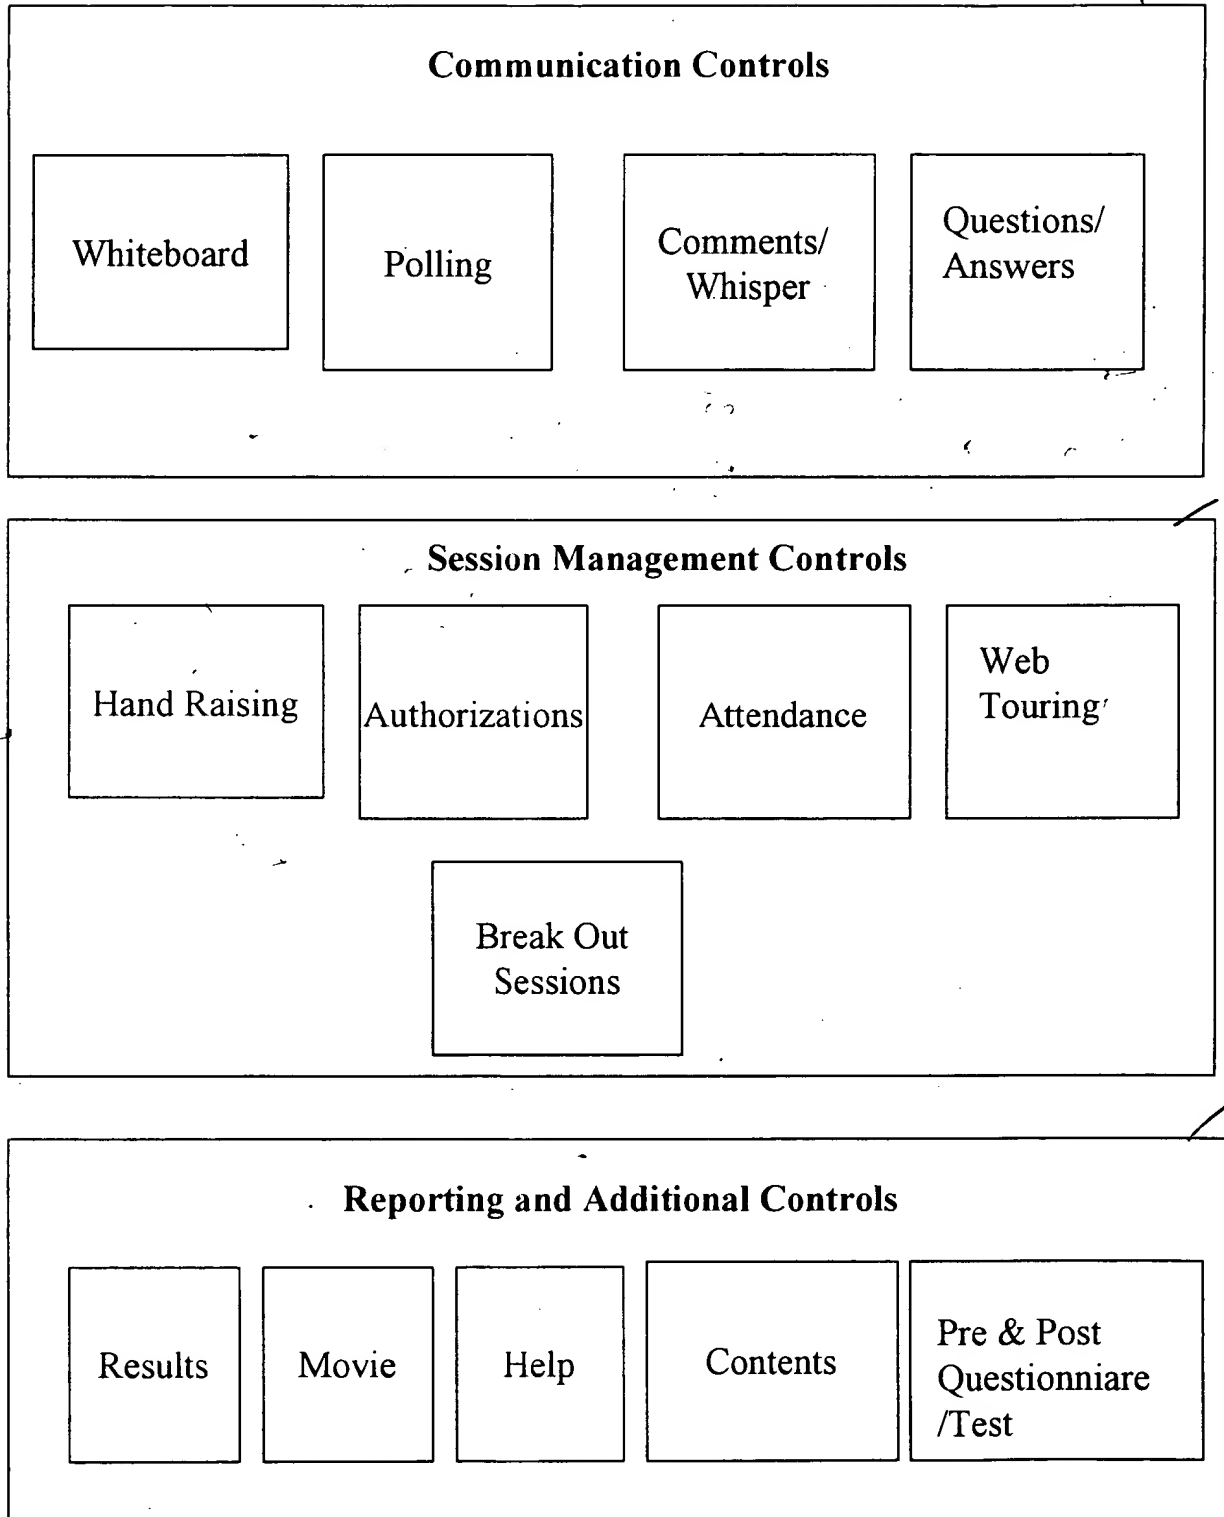 Communication Controls
Whiteboard
Polling
Comments/
Whisper
Questions/
Answers
Session Management Controls
Hand Raising
Authorizations
Attendance
Web
Touring
Break Out
Sessions
Reporting and Additional Controls
Results
Movie
Help
Contents
Pre & Post
Questionniare
/Test